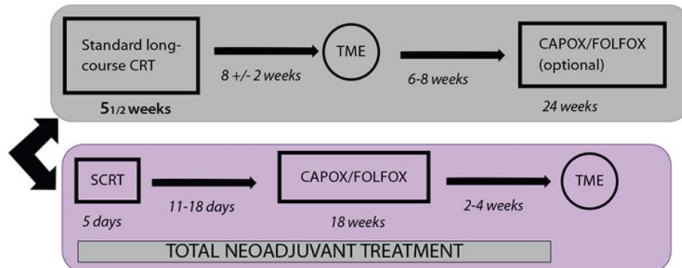 Standard long-
course CRT
8 +/- 2 weeks
TME
6-8 weeks
CAPOX/FOLFOX
(optional)
5 1/2 weeks
24 weeks
SCRT
11-18 days
CAPOX/FOLFOX
2-4 weeks
TME
5 days
18 weeks
TOTAL NEOADJUVANT TREATMENT